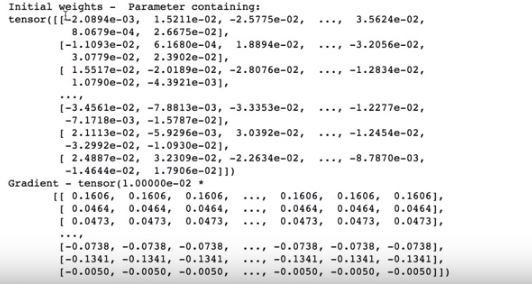 Initial weights -  Parameter containing:
tensor([[-2.0894e-03,  1.5211e-02, -2.5775e-02,  ...,  3.5624e-02,
          8.0679e-04,  2.6675e-02],
        [-1.1093e-02,  6.1680e-04,  1.8894e-02,  ..., -3.2056e-02,
          3.0779e-02,  2.3902e-02],
        [ 1.5517e-02, -2.0189e-02, -2.8076e-02,  ..., -1.2834e-02,
          1.0790e-02, -4.3921e-03],
        ...,
        [-3.4561e-02, -7.8813e-03, -3.3353e-02,  ..., -1.2277e-02,
         -7.1718e-03, -1.5787e-02],
        [ 2.1113e-02, -5.9296e-03,  3.0392e-02,  ..., -1.2454e-02,
         -3.2992e-02, -1.0930e-02],
        [ 2.4887e-02,  3.2309e-02, -2.2634e-02,  ..., -8.7870e-03,
         -1.4644e-02,  1.7906e-02]])
Gradient - tensor(1.00000e-02 *
       [[ 0.1606,  0.1606,  0.1606,  ...,  0.1606,  0.1606,  0.1606],
        [ 0.0464,  0.0464,  0.0464,  ...,  0.0464,  0.0464,  0.0464],
        [ 0.0473,  0.0473,  0.0473,  ...,  0.0473,  0.0473,  0.0473],
        ...,
        [-0.0738, -0.0738, -0.0738,  ..., -0.0738, -0.0738, -0.0738],
        [-0.1341, -0.1341, -0.1341,  ..., -0.1341, -0.1341, -0.1341],
        [-0.0050, -0.0050, -0.0050,  ..., -0.0050, -0.0050, -0.0050]])